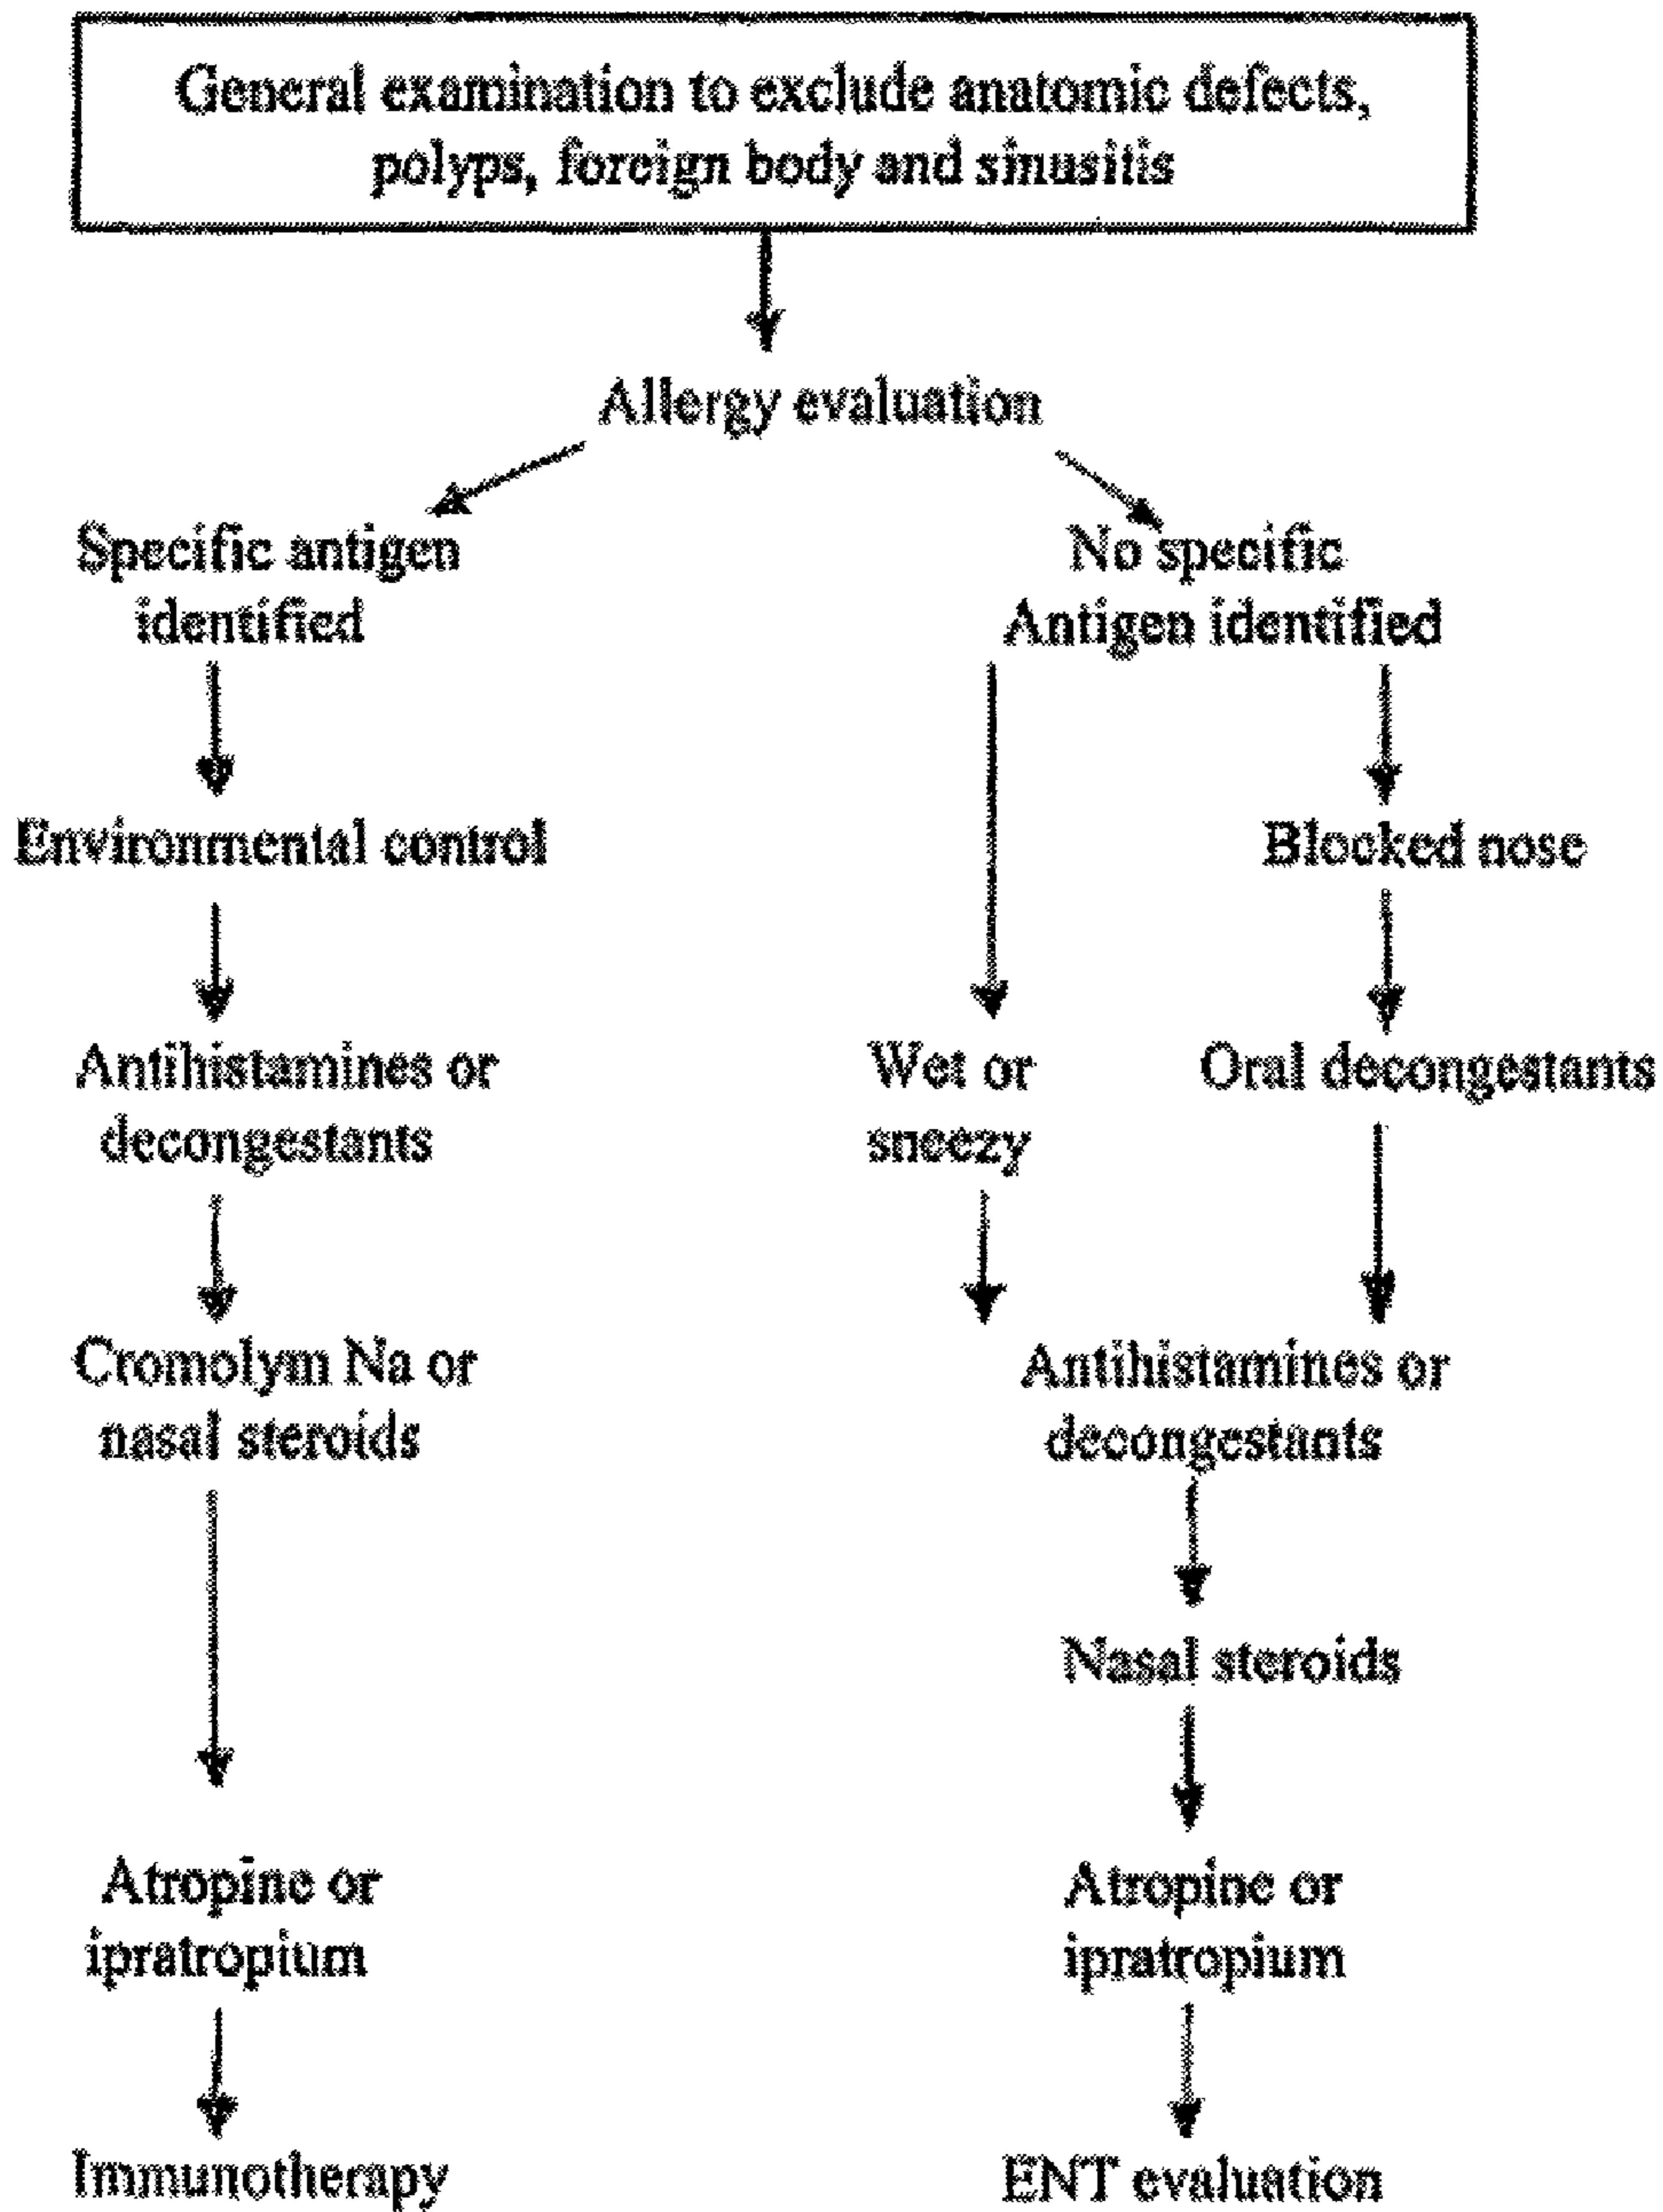 General examination to exclude anatomic defects,
polyps, foreign body and sinusitis
Allergy evaluation
Specific antigen
identified
No specific
Antigen identified
Environmental control
Blocked nose
Antihistamines or
decongestants
Wet or
sneezy
Oral decongestants
Cromolym Na or
nasal steroids
Antihistamines or
decongestants
Nasal steroids
Atropine or
ipratropium
Atropine or
ipratropium
Immunotherapy
ENT evaluation